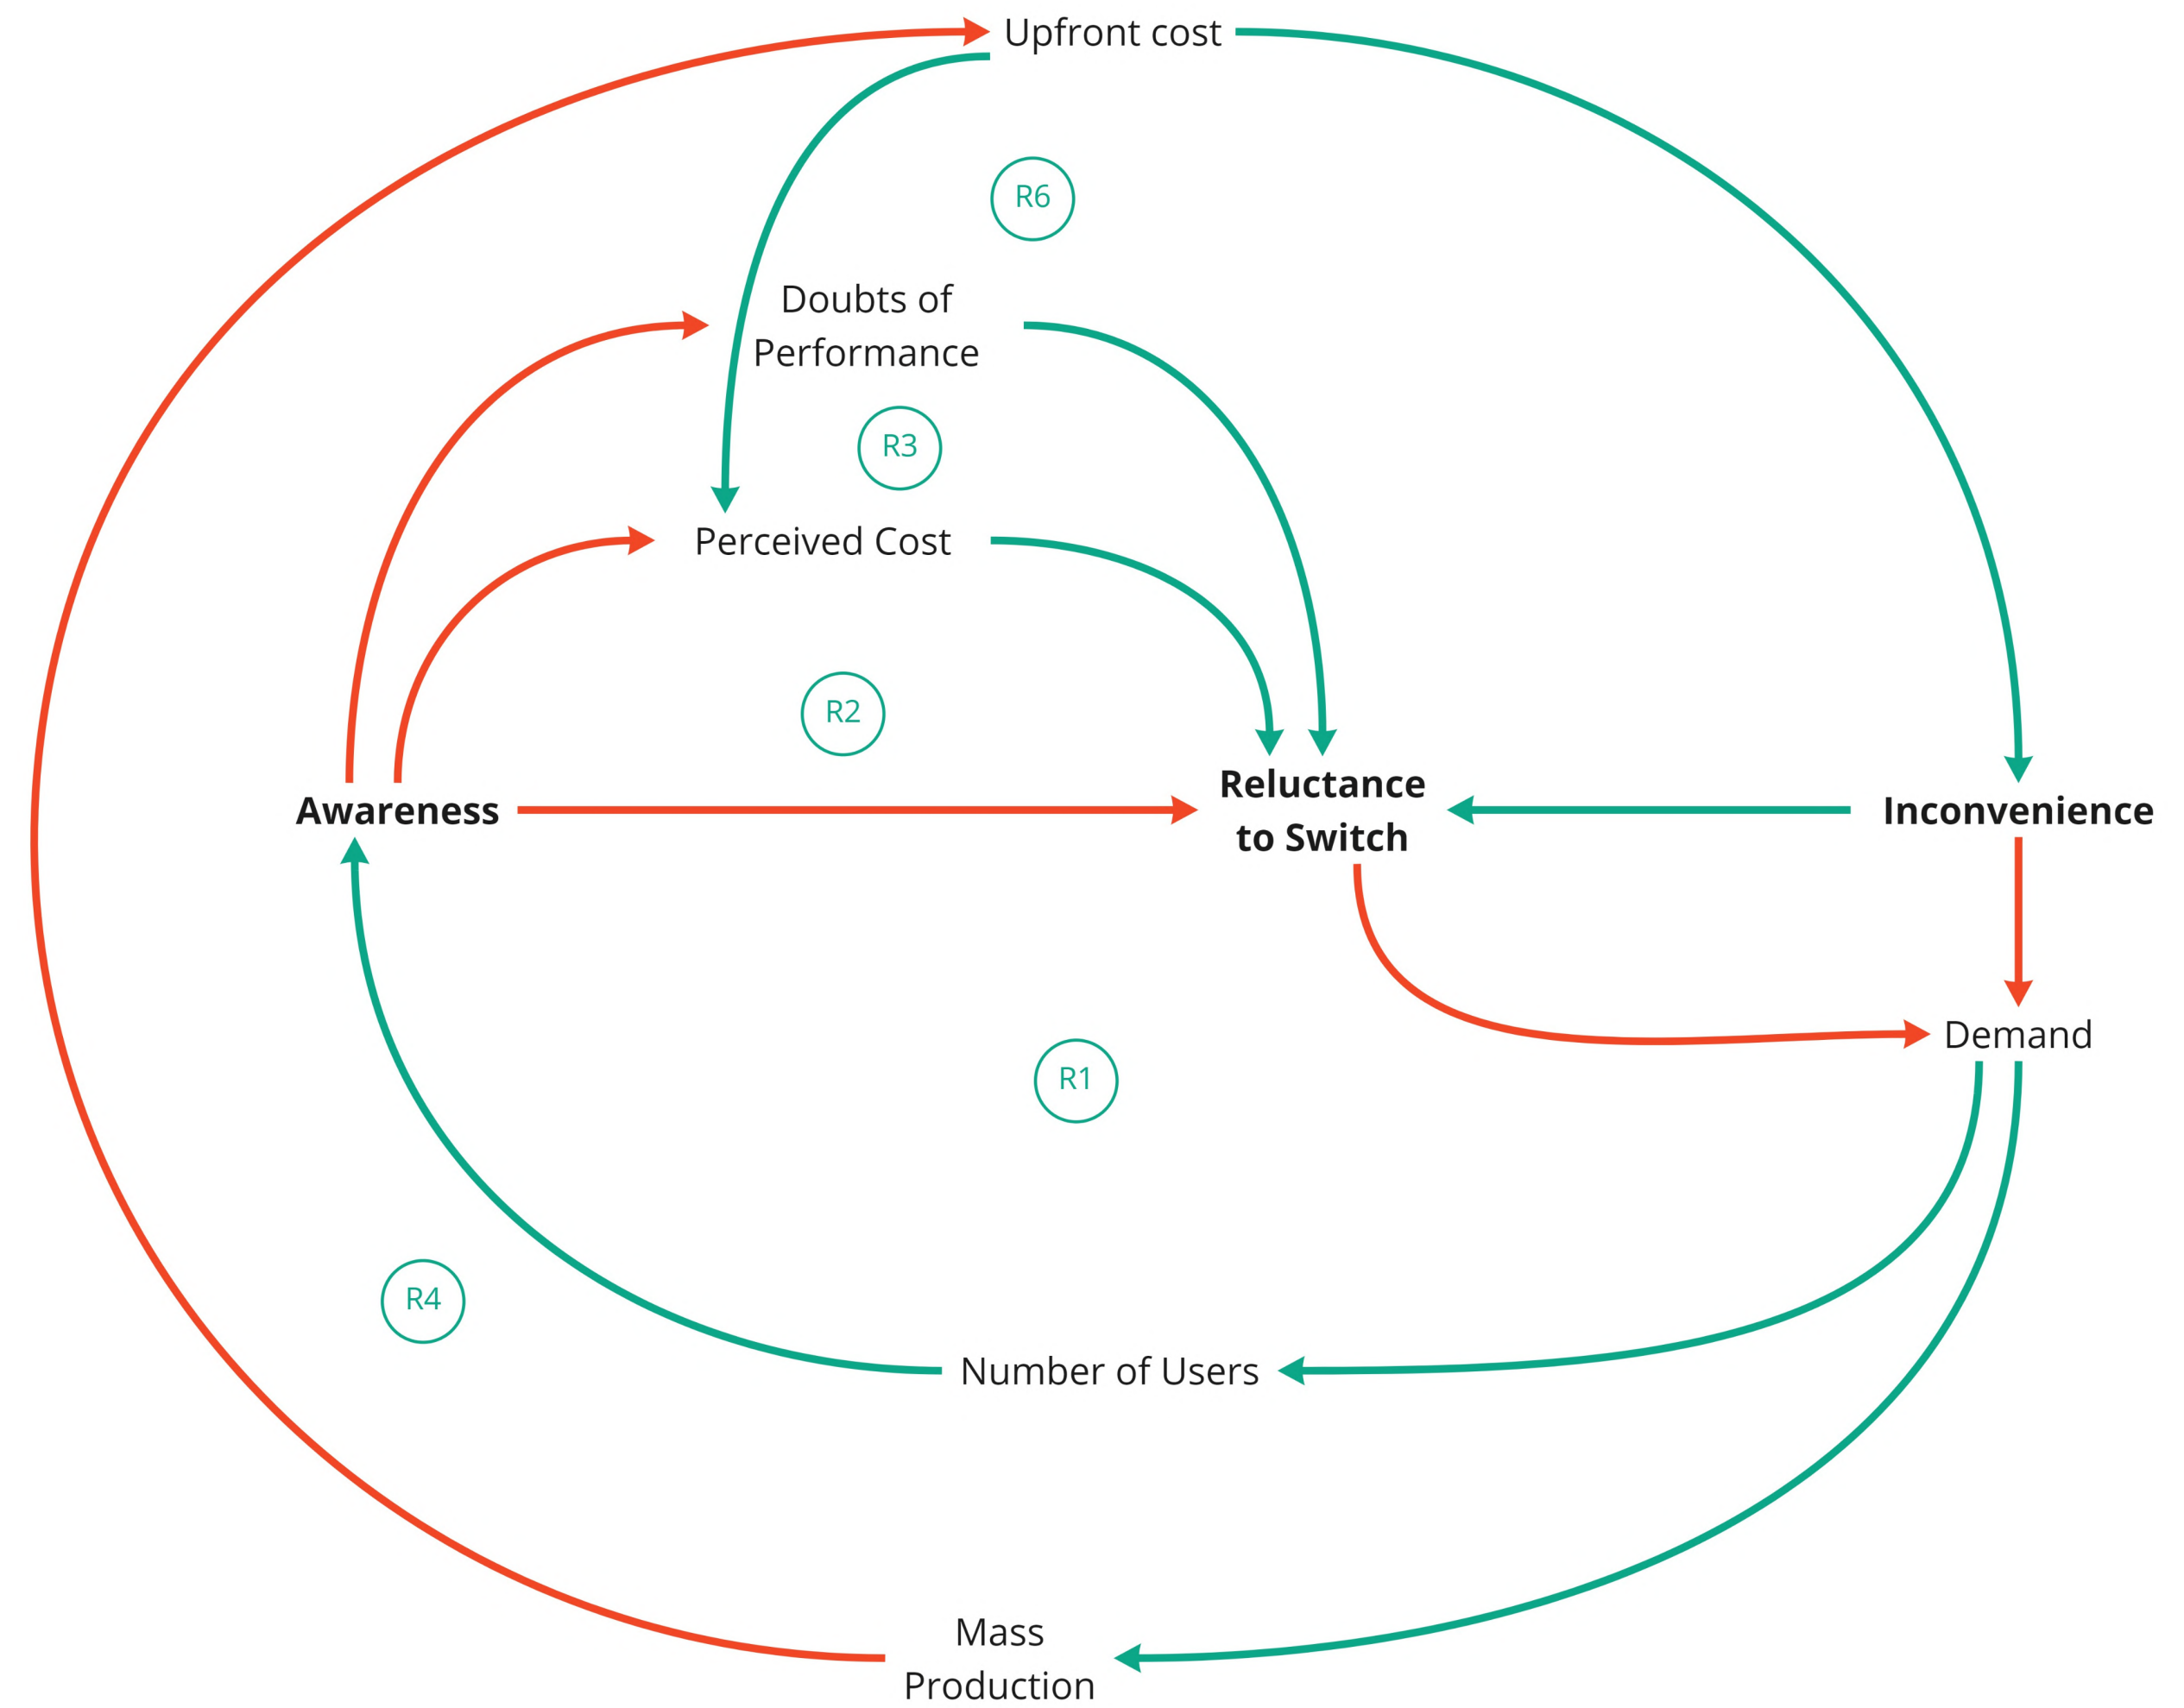 Upfront cost
R6
Doubts of
Performance
R3
Perceived Cost
R2
Awareness
Reluctance
to Switch
Inconvenience
Demand
R1
R4
Number of Users
Mass
Production